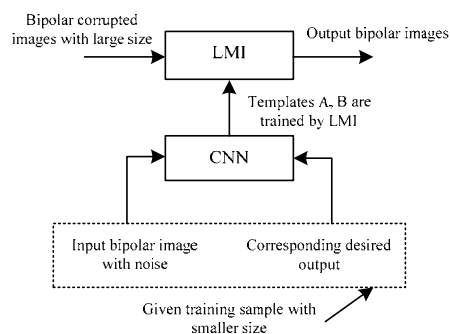 Bipolar corrupted
images with large size
LMI
Output bipolar images
Templates A, B are
trained by LMI
CNN
Input bipolar image
with noise
Corresponding desired
output
Given training sample with
smaller size